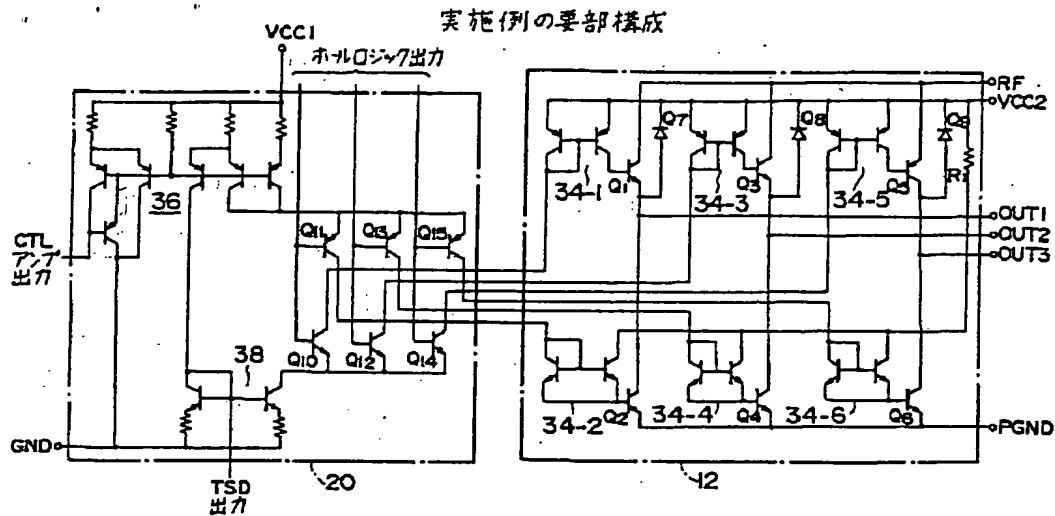 実施例の要部構成
VCC1
ホールロジック出力
RF
VCC2
Q7
Q8
Q9
R1
36
34-1
Q1
34-3
Q3
34-5
Q5
OUT1
OUT2
OUT3
CTL
アンプ
出力
Q11
Q13
Q15
38
Q10
Q12
Q14
34-2
Q2
34-4
Q4
34-6
Q6
GND
PGND
TSD
出力
20
12